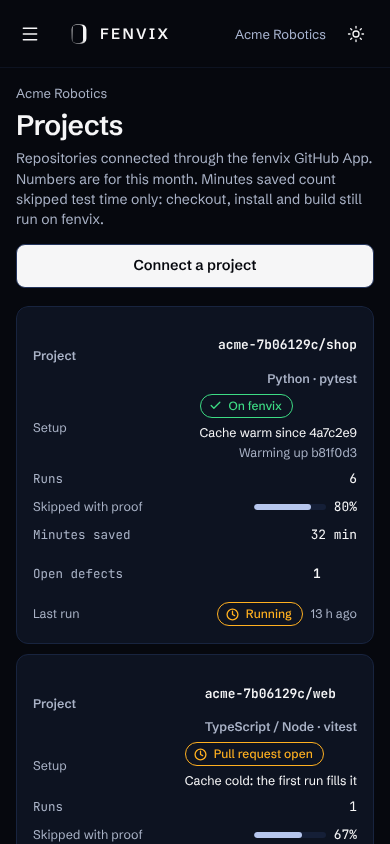 FENVIX
Acme Robotics
Acme Robotics
Projects
Repositories connected through the fenvix GitHub App.
Numbers are for this month. Minutes saved count
skipped test time only: checkout, install and build still
run on fenvix.
Connect a project
Project
acme-7b06129c/shop
Python · pytest
Setup
On fenvix
Cache warm since 4a7c2e9
Warming up b81f0d3
Runs
6
Skipped with proof
80%
Minutes saved
32 min
Open defects
1
Last run
Running
13 h ago
Project
acme-7b06129c/web
TypeScript / Node · vitest
Setup
Pull request open
Cache cold: the first run fills it
Runs
1
Skipped with proof
67%